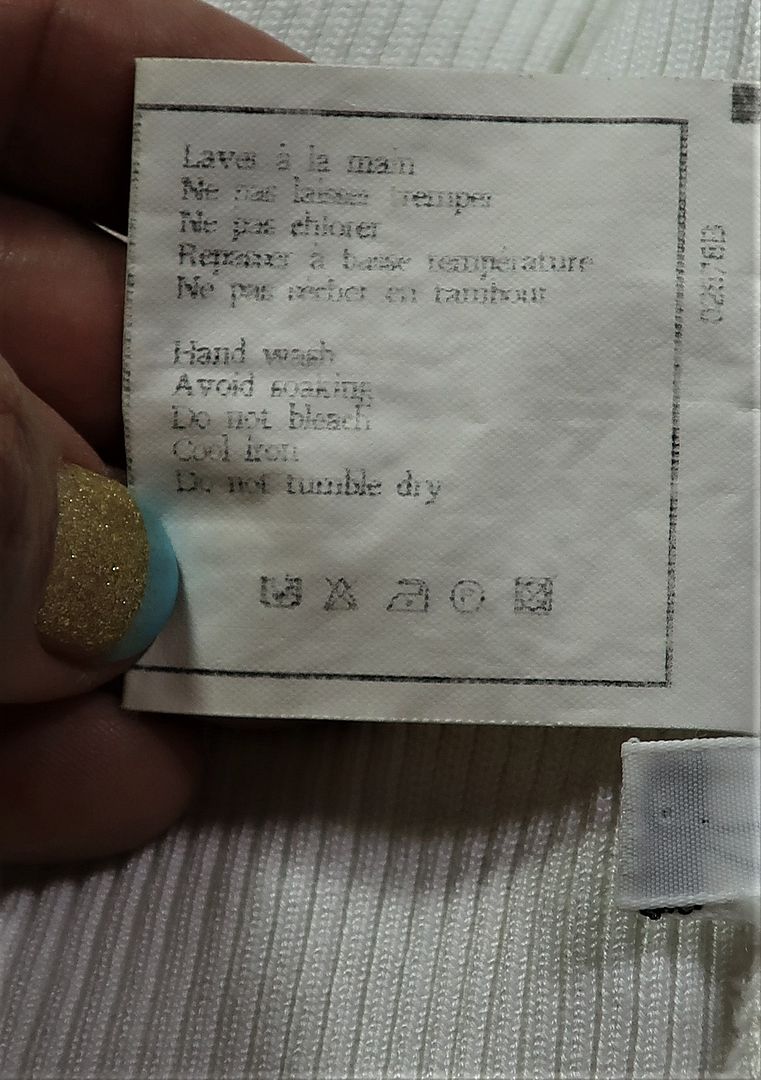 Laver à la main
Ne pas laisser tremper
Ne pas chlorer
Repasser à basse température
Ne pas sécher en tambour
Hand wash
Avoid soaking
Do not bleach
Cool iron
Do not tumble dry
P